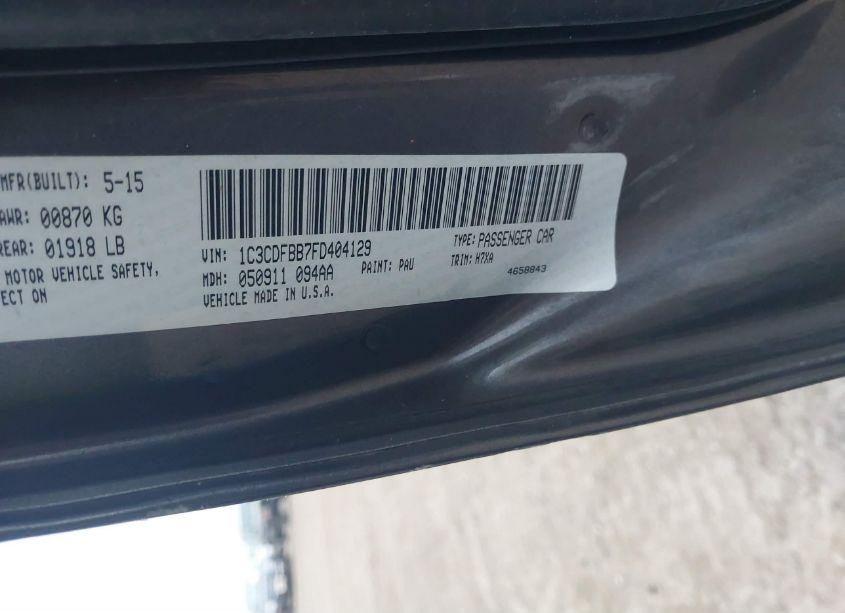 MFR(BUILT): 5-15
AWR: 00870 KG
REAR: 01918 LB
MOTOR VEHICLE SAFETY,
ECT ON
VIN: 1C3CDFBB7FD404129
TYPE: PASSENGER CAR
MDH: 050911 094AA
PAINT: PAU
TRIM: H7XA
VEHICLE MADE IN U.S.A.
4658843